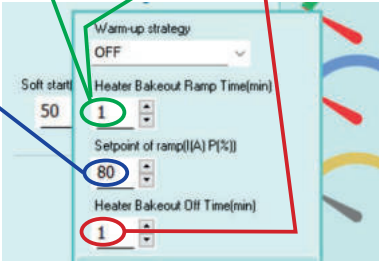 Warm-up strategy
OFF
Soft start(
50
Heater Bakeout Ramp Time(min)
1
Setpoint of ramp(I(A) P(%))
80
Heater Bakeout Off Time(min)
1